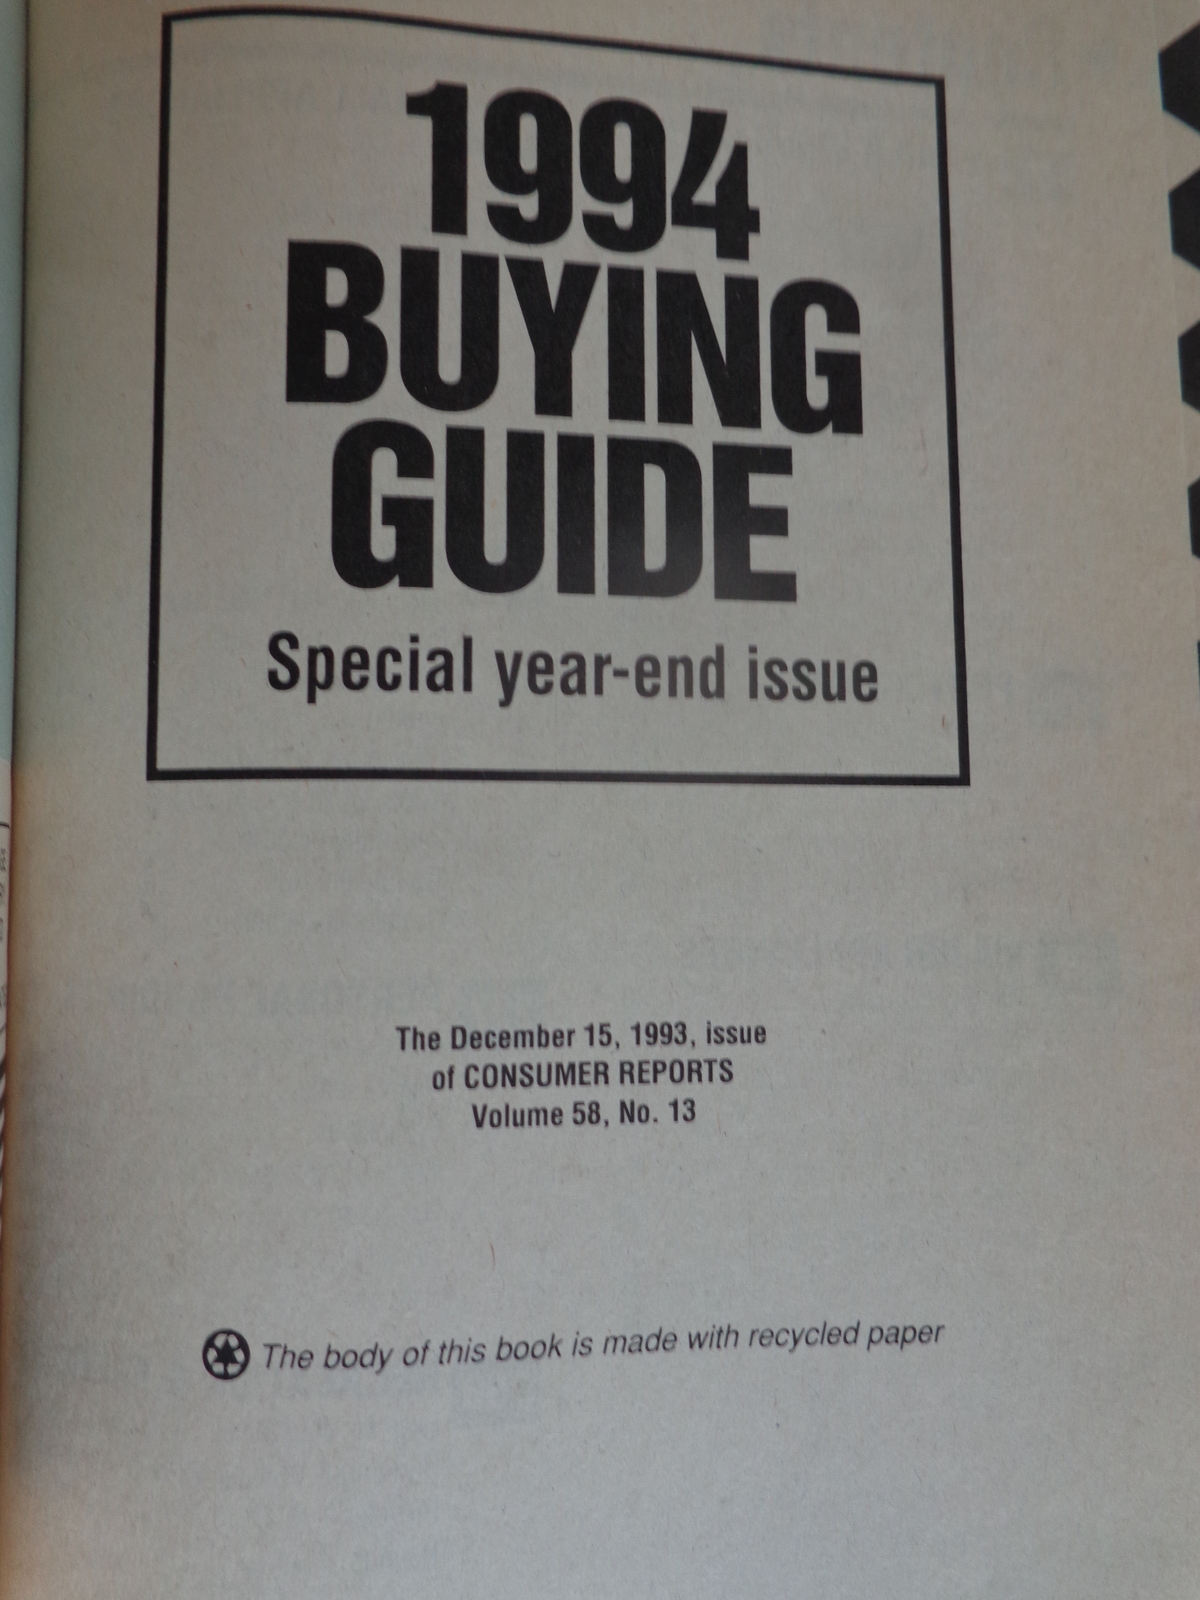 1994
BUYING
GUIDE
Special year-end issue
The December 15, 1993, issue
of CONSUMER REPORTS
Volume 58, No. 13
The body of this book is made with recycled paper